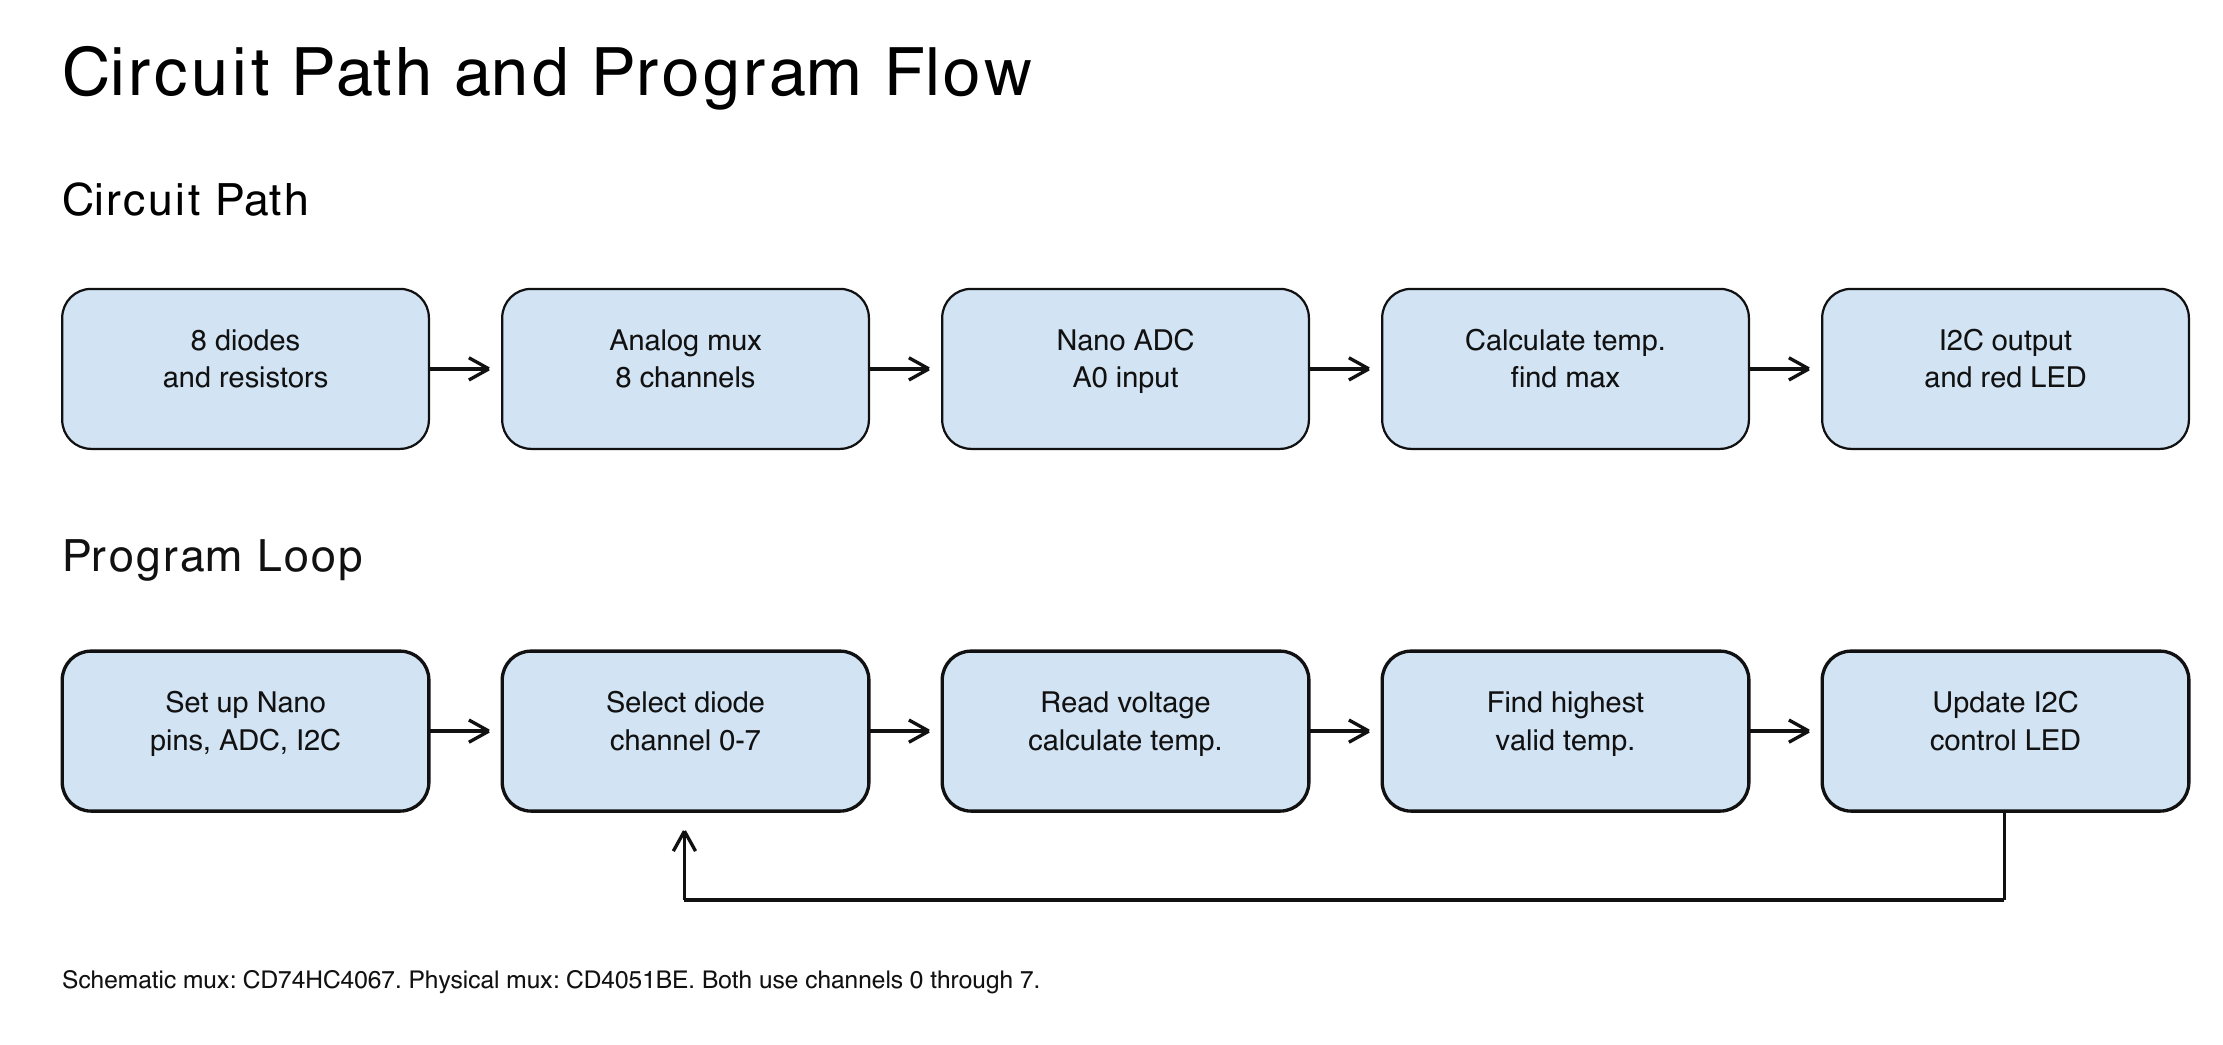 Circuit Path and Program Flow
Circuit Path
8 diodes
and resistors
Analog mux
8 channels
Nano ADC
A0 input
Calculate temp.
find max
I2C output
and red LED
Program Loop
Set up Nano
pins, ADC, I2C
Select diode
channel 0-7
Read voltage
calculate temp.
Find highest
valid temp.
Update I2C
control LED
Schematic mux: CD74HC4067. Physical mux: CD4051BE. Both use channels 0 through 7.